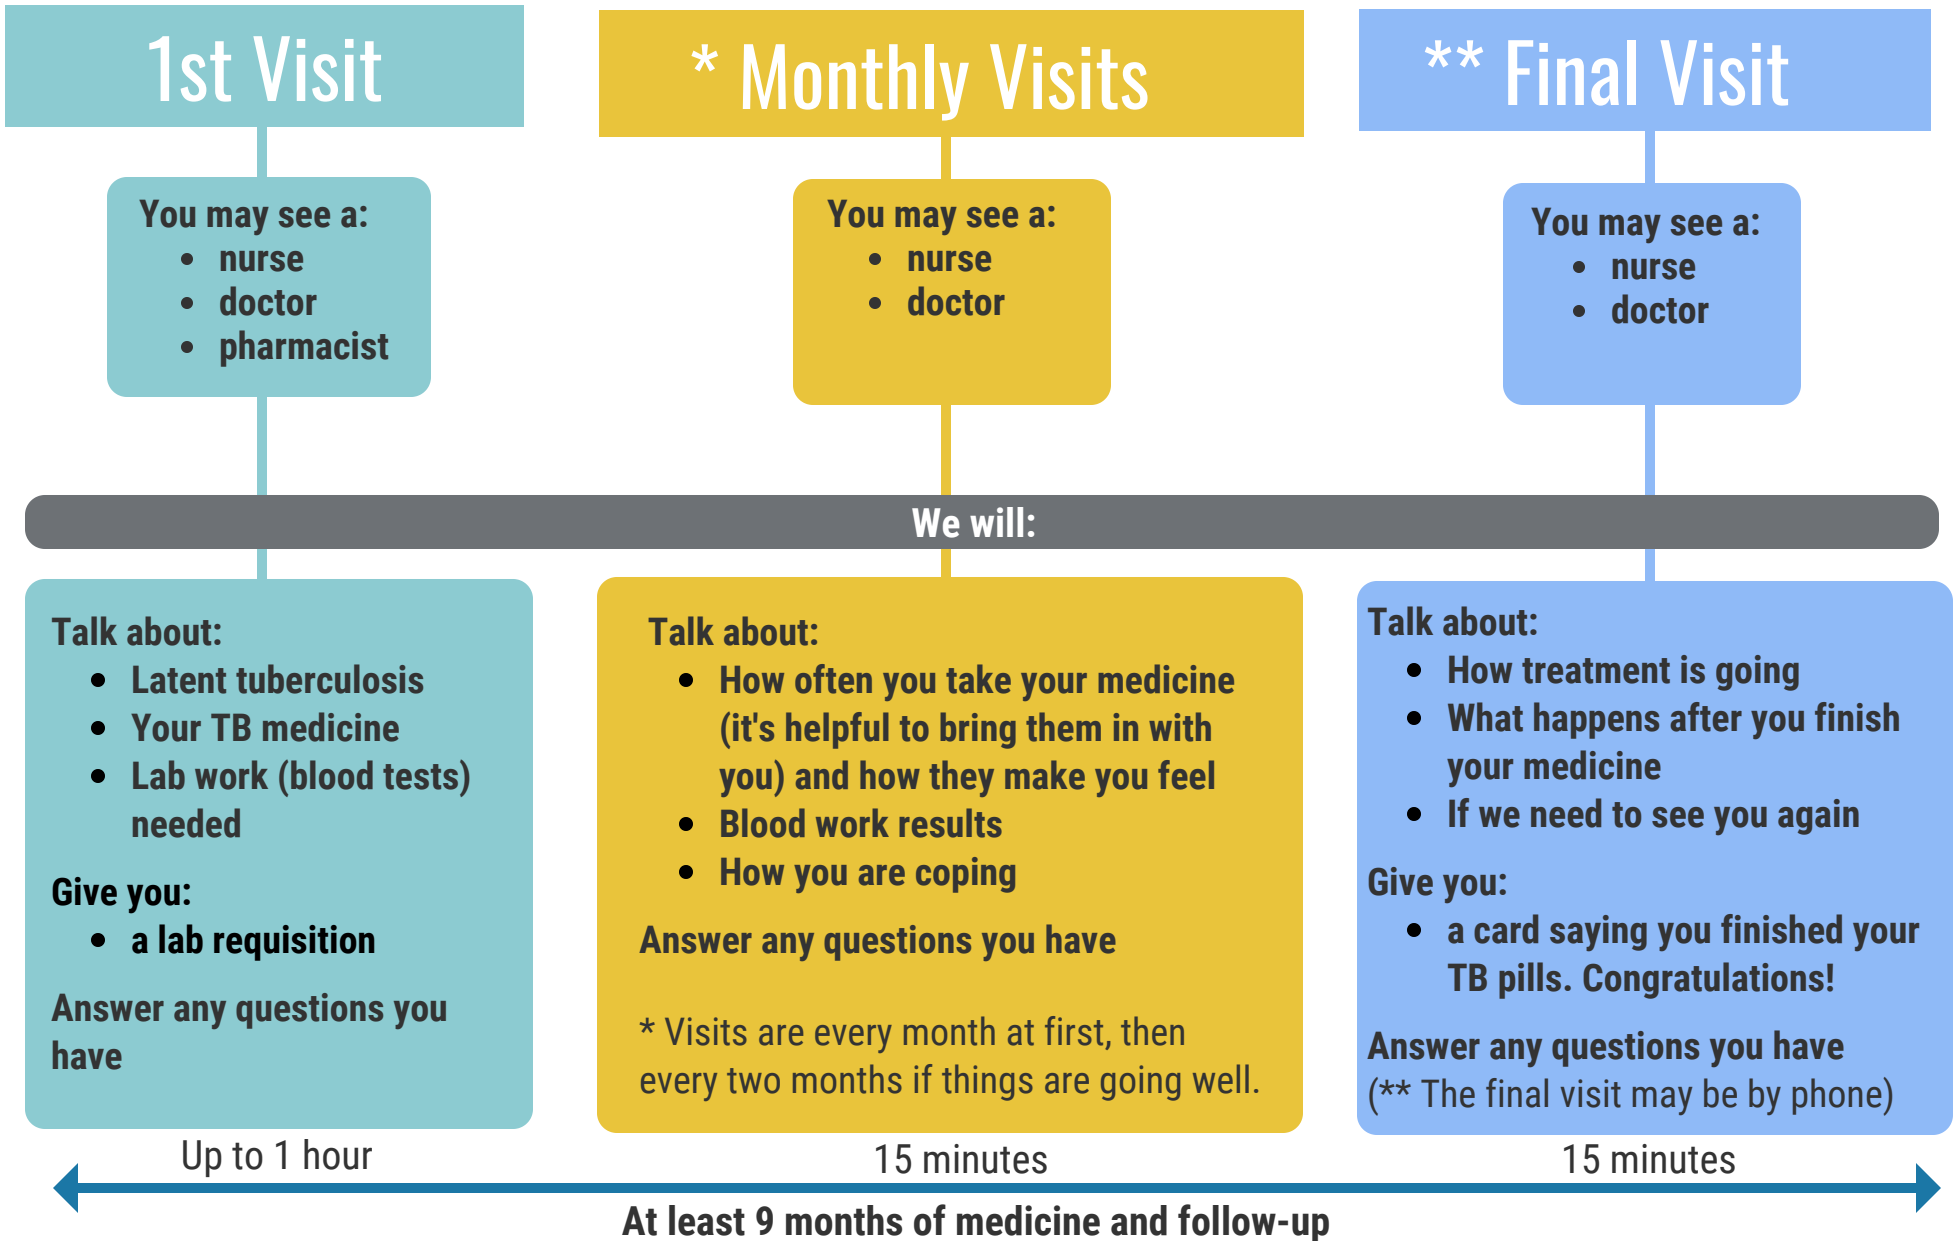 1st Visit
* Monthly Visits
** Final Visit
You may see a:
• nurse
• doctor
• pharmacist
You may see a:
• nurse
• doctor
You may see a:
• nurse
• doctor
We will:
Talk about:
• Latent tuberculosis
• Your TB medicine
• Lab work (blood tests)
needed
Give you:
• a lab requisition
Answer any questions you
have
Talk about:
• How often you take your medicine
(it's helpful to bring them in with
you) and how they make you feel
• Blood work results
• How you are coping
Answer any questions you have
* Visits are every month at first, then
every two months if things are going well.
Talk about:
• How treatment is going
• What happens after you finish
your medicine
• If we need to see you again
Give you:
• a card saying you finished your
TB pills. Congratulations!
Answer any questions you have
(** The final visit may be by phone)
Up to 1 hour
15 minutes
15 minutes
At least 9 months of medicine and follow-up